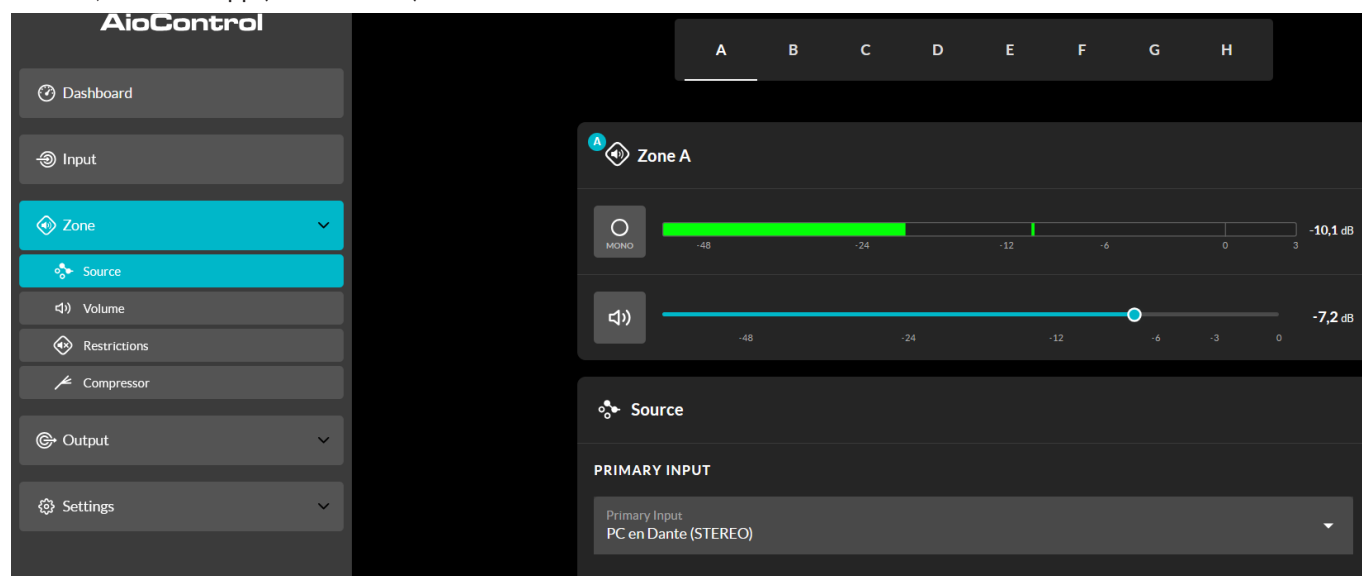 AioControl
A B C D E F G H
Dashboard
Input
Zone
Source
Volume
Restrictions
Compressor
Output
Settings
A Zone A
MONO
-48 -24 -12 -6 0 3
-10,1 dB
-48 -24 -12 -6 -3 0
-7,2 dB
Source
PRIMARY INPUT
Primary Input
PC en Dante (STEREO)